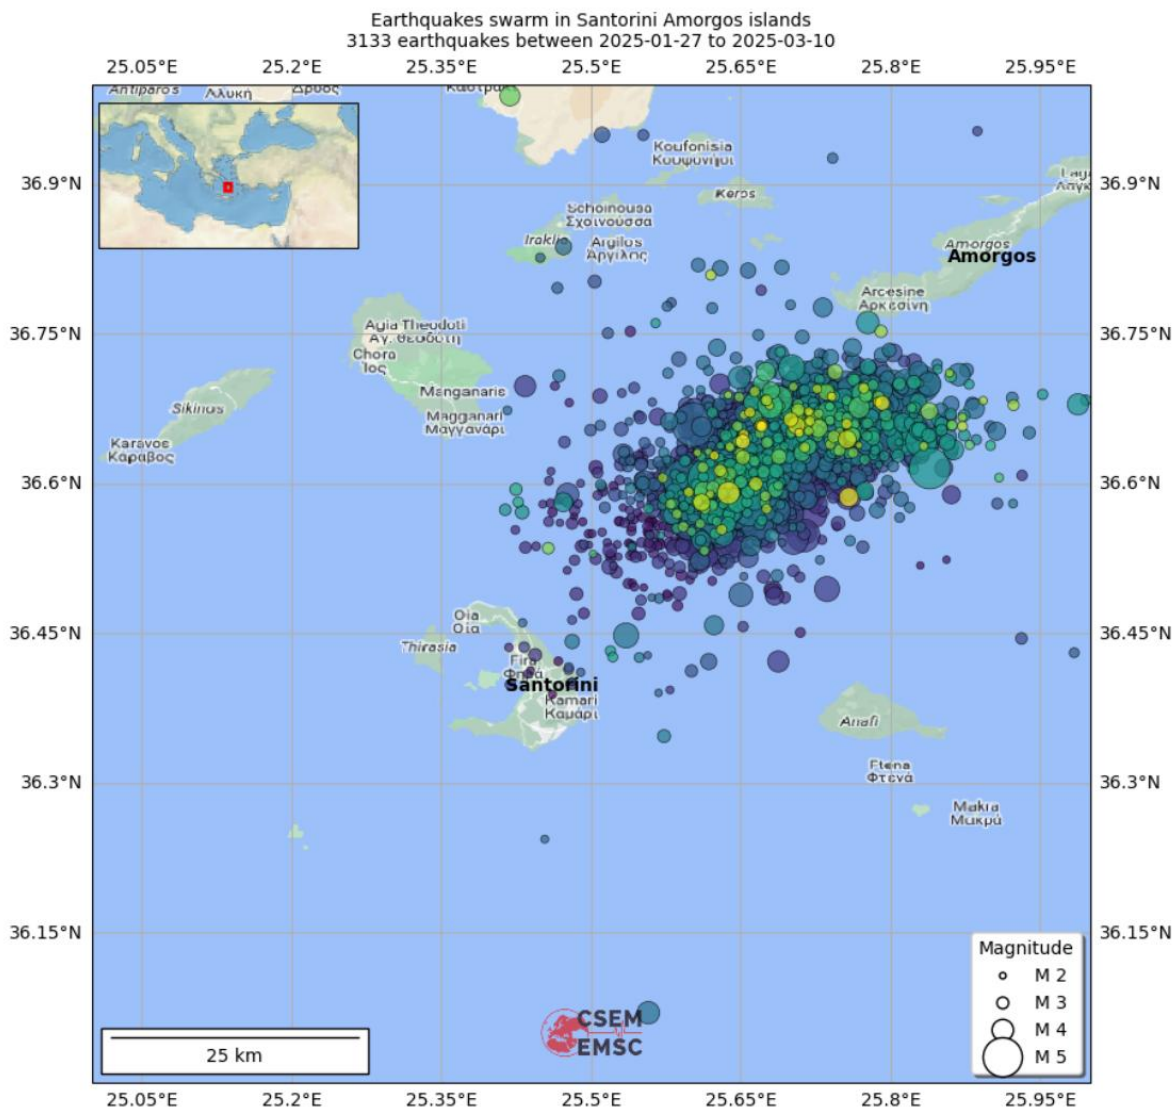 Earthquakes swarm in Santorini Amorgos islands
3133 earthquakes between 2025-01-27 to 2025-03-10
25.05°E 25.2°E 25.35°E 25.5°E 25.65°E 25.8°E 25.95°E
Antiparos
Koufonisia
Κουφονήσι
36.9°N 36.9°N
Keros
Schoinousa
Σχοινούσσα
Iraklia
Argilos
Άργιλος
Amorgos
Amorgos
Arcesine
Αρκεσίνη
36.75°N 36.75°N
Agia Theodoti
Αγ. Θεοδότη
Chora
Ίος
Manganaris
Sikinos
Magganari
Μαγγανάρι
Karavos
Κάραβος
36.6°N 36.6°N
36.45°N 36.45°N
Oia
Οία
Thirasia
Fira
Santorini
Kamari
Καμάρι
Anafi
36.3°N 36.3°N
Ftena
Φτενά
Makra
Μακρά
36.15°N 36.15°N
CSEM
EMSC
Magnitude
M 2
M 3
M 4
M 5
25 km
25.05°E 25.2°E 25.35°E 25.5°E 25.65°E 25.8°E 25.95°E